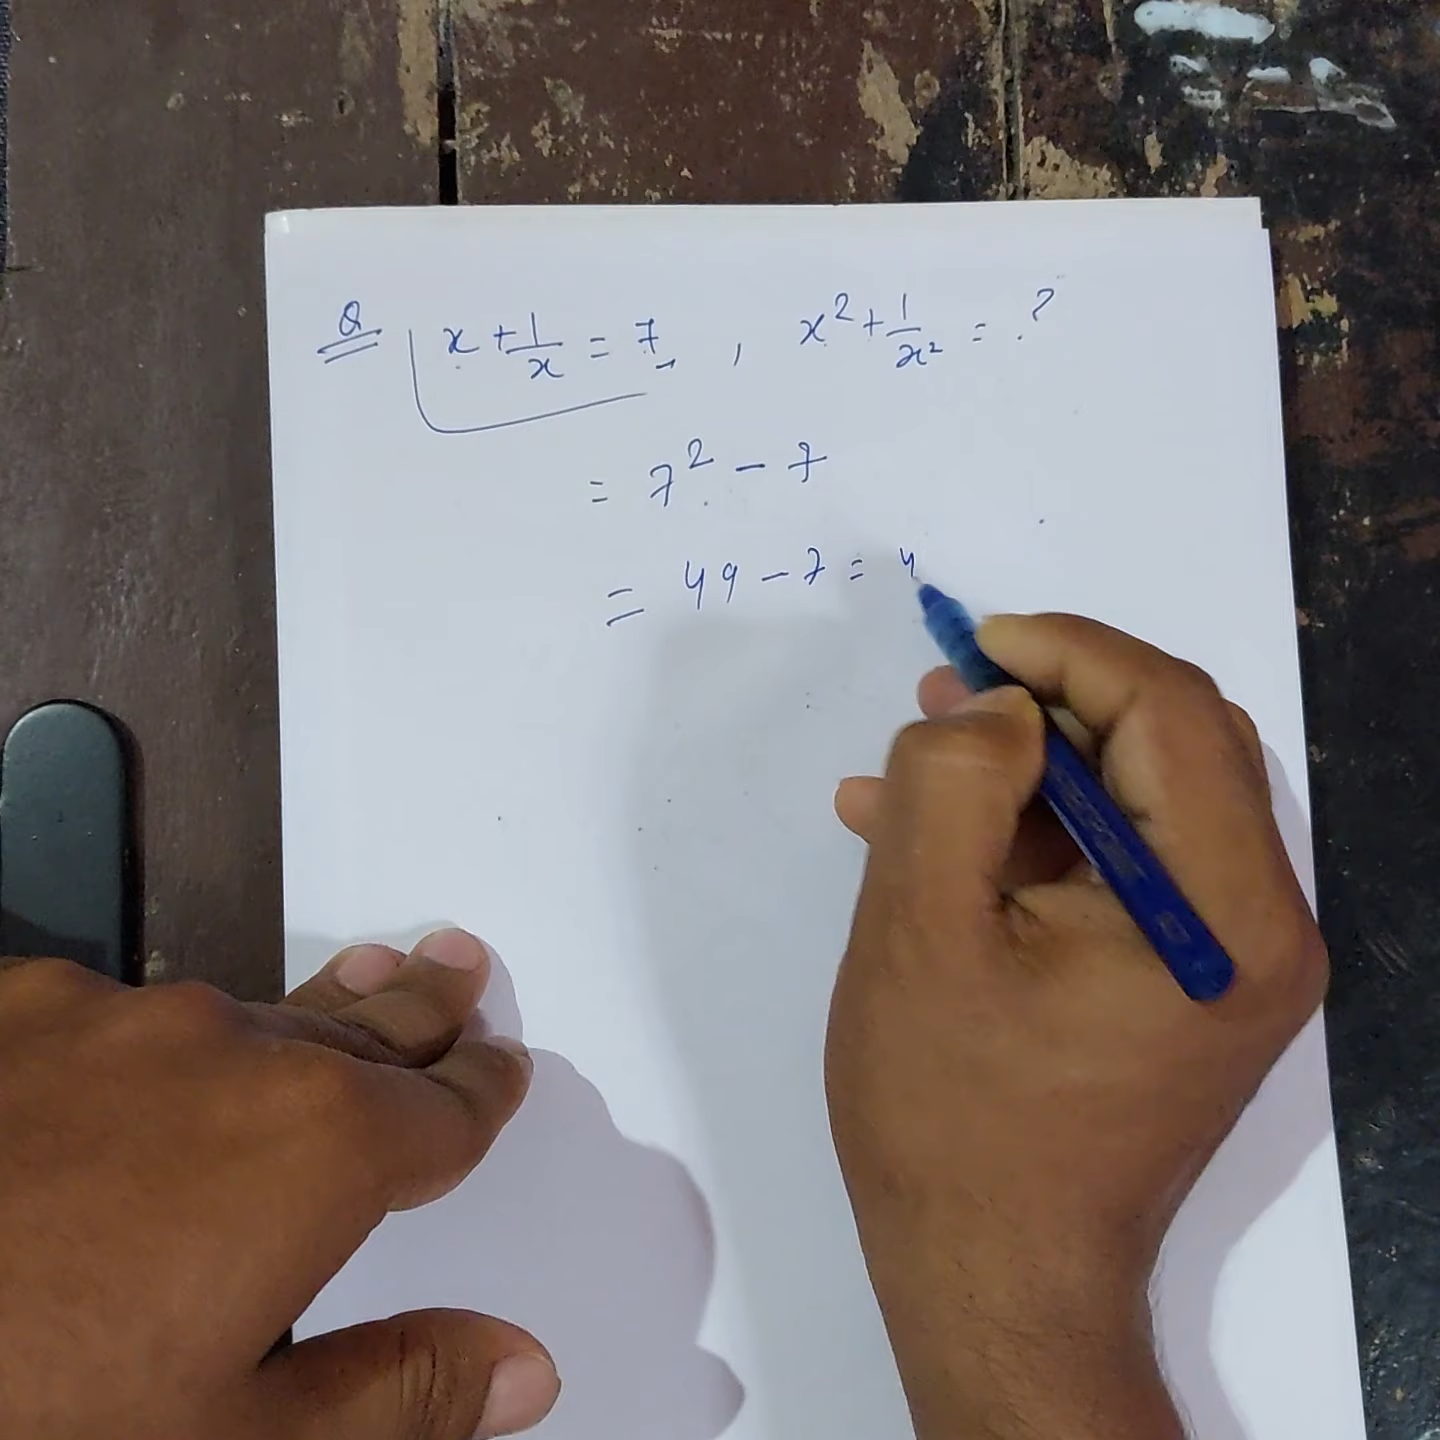 Q x + 1/x = 7 , x² + 1/x² = ?
= 7² - 7
= 49 - 7 = 4